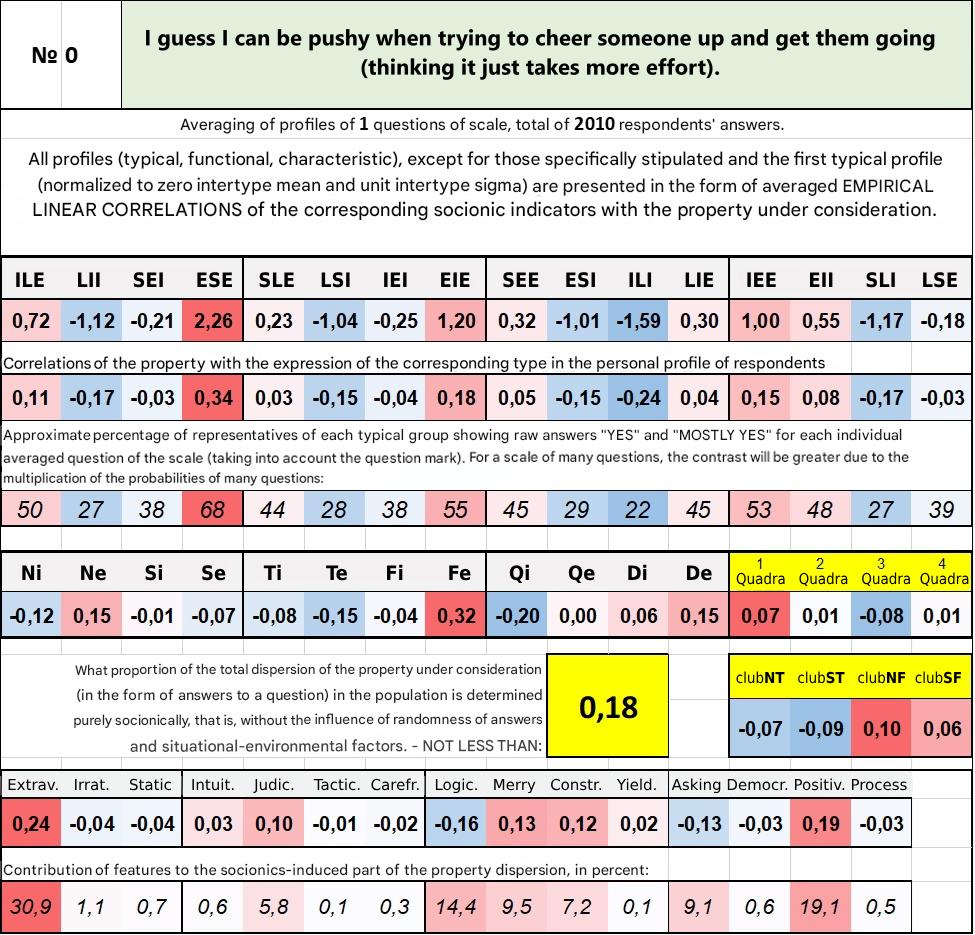 № 0
I guess I can be pushy when trying to cheer someone up and get them going
(thinking it just takes more effort).
Averaging of profiles of 1 questions of scale, total of 2010 respondents' answers.
All profiles (typical, functional, characteristic), except for those specifically stipulated and the first typical profile
(normalized to zero intertype mean and unit intertype sigma) are presented in the form of averaged EMPIRICAL
LINEAR CORRELATIONS of the corresponding socionic indicators with the property under consideration.
ILE LII SEI ESE SLE LSI IEI EIE SEE ESI ILI LIE IEE EII SLI LSE
0,72 -1,12 -0,21 2,26 0,23 -1,04 -0,25 1,20 0,32 -1,01 -1,59 0,30 1,00 0,55 -1,17 -0,18
Correlations of the property with the expression of the corresponding type in the personal profile of respondents
0,11 -0,17 -0,03 0,34 0,03 -0,15 -0,04 0,18 0,05 -0,15 -0,24 0,04 0,15 0,08 -0,17 -0,03
Approximate percentage of representatives of each typical group showing raw answers "YES" and "MOSTLY YES" for each individual
averaged question of the scale (taking into account the question mark). For a scale of many questions, the contrast will be greater due to the
multiplication of the probabilities of many questions:
50 27 38 68 44 28 38 55 45 29 22 45 53 48 27 39
Ni Ne Si Se Ti Te Fi Fe Qi Qe Di De 1 Quadra 2 Quadra 3 Quadra 4 Quadra
-0,12 0,15 -0,01 -0,07 -0,08 -0,15 -0,04 0,32 -0,20 0,00 0,06 0,15 0,07 0,01 -0,08 0,01
What proportion of the total dispersion of the property under consideration
(in the form of answers to a question) in the population is determined
purely socionically, that is, without the influence of randomness of answers
and situational-environmental factors. - NOT LESS THAN:
0,18
clubNT clubST clubNF clubSF
-0,07 -0,09 0,10 0,06
Extrav. Irrat. Static Intuit. Judic. Tactic. Carefr. Logic. Merry Constr. Yield. Asking Democr. Positiv. Process
0,24 -0,04 -0,04 0,03 0,10 -0,01 -0,02 -0,16 0,13 0,12 0,02 -0,13 -0,03 0,19 -0,03
Contribution of features to the socionics-induced part of the property dispersion, in percent:
30,9 1,1 0,7 0,6 5,8 0,1 0,3 14,4 9,5 7,2 0,1 9,1 0,6 19,1 0,5